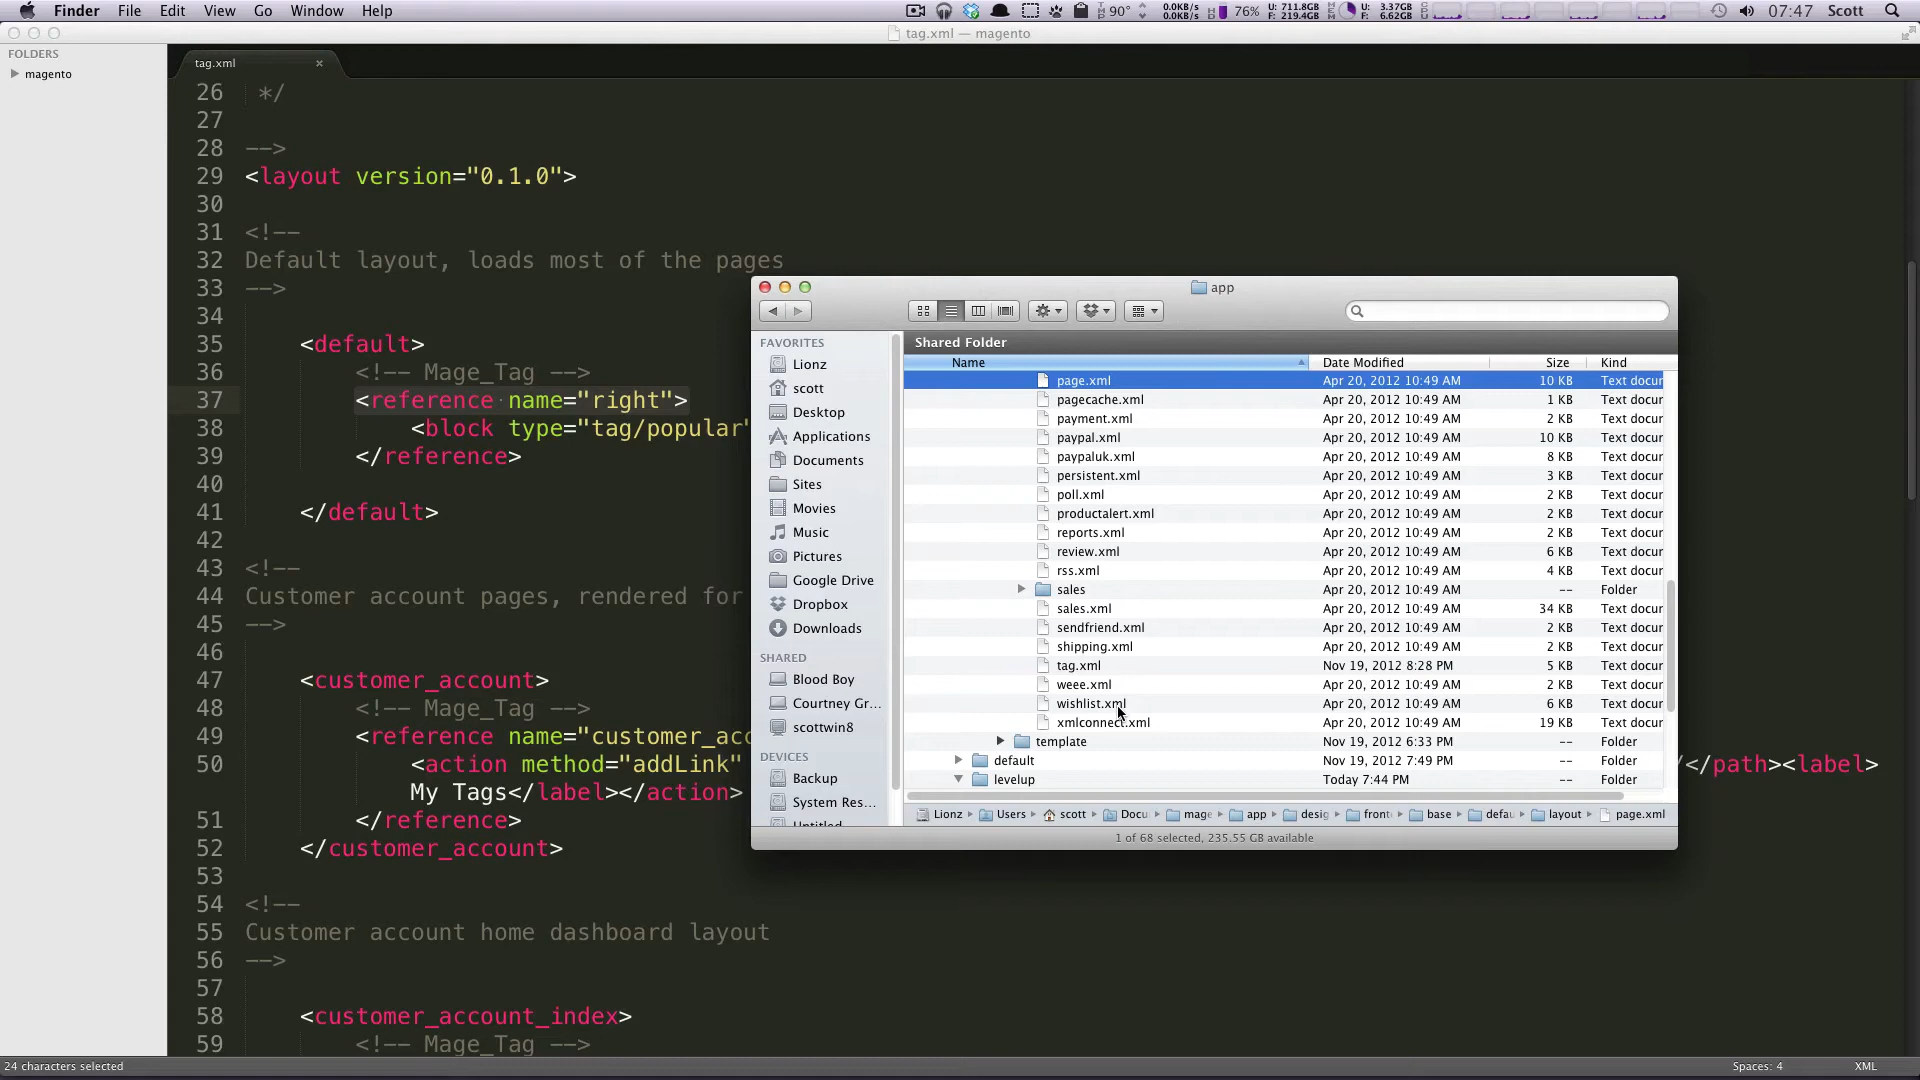 Finder File Edit View Go Window Help
90° 0.0KB/s 0.0KB/s 76% U: 711.8GB F: 219.4GB U: 3.37GB F: 6.62GB 07:47 Scott
tag.xml — magento
FOLDERS
magento
tag.xml
26 */
27
28 -->
29 <layout version="0.1.0">
30
31 <!--
32 Default layout, loads most of the pages
33 -->
34
35 <default>
36 <!-- Mage_Tag -->
37 <reference name="right">
38 <block type="tag/popular"
39 </reference>
40
41 </default>
42
43 <!--
44 Customer account pages, rendered for
45 -->
46
47 <customer_account>
48 <!-- Mage_Tag -->
49 <reference name="customer_acc
50 <action method="addLink" /</path><label>
My Tags</label></action>
51 </reference>
52 </customer_account>
53
54 <!--
55 Customer account home dashboard layout
56 -->
57
58 <customer_account_index>
59 <!-- Mage_Tag -->
24 characters selected
Spaces: 4 XML
app
FAVORITES
Lionz
scott
Desktop
Applications
Documents
Sites
Movies
Music
Pictures
Google Drive
Dropbox
Downloads
SHARED
Blood Boy
Courtney Gr...
scottwin8
DEVICES
Backup
System Res...
Untitled
Shared Folder
Name Date Modified Size Kind
page.xml Apr 20, 2012 10:49 AM 10 KB Text docur
pagecache.xml Apr 20, 2012 10:49 AM 1 KB Text docur
payment.xml Apr 20, 2012 10:49 AM 2 KB Text docur
paypal.xml Apr 20, 2012 10:49 AM 10 KB Text docur
paypaluk.xml Apr 20, 2012 10:49 AM 8 KB Text docur
persistent.xml Apr 20, 2012 10:49 AM 3 KB Text docur
poll.xml Apr 20, 2012 10:49 AM 2 KB Text docur
productalert.xml Apr 20, 2012 10:49 AM 2 KB Text docur
reports.xml Apr 20, 2012 10:49 AM 2 KB Text docur
review.xml Apr 20, 2012 10:49 AM 6 KB Text docur
rss.xml Apr 20, 2012 10:49 AM 4 KB Text docur
sales Apr 20, 2012 10:49 AM -- Folder
sales.xml Apr 20, 2012 10:49 AM 34 KB Text docur
sendfriend.xml Apr 20, 2012 10:49 AM 2 KB Text docur
shipping.xml Apr 20, 2012 10:49 AM 2 KB Text docur
tag.xml Nov 19, 2012 8:28 PM 5 KB Text docur
weee.xml Apr 20, 2012 10:49 AM 2 KB Text docur
wishlist.xml Apr 20, 2012 10:49 AM 6 KB Text docur
xmlconnect.xml Apr 20, 2012 10:49 AM 19 KB Text docur
template Nov 19, 2012 6:33 PM -- Folder
default Nov 19, 2012 7:49 PM -- Folder
levelup Today 7:44 PM -- Folder
Lionz Users scott Docu mage app desig front base defau layout page.xml
1 of 68 selected, 235.55 GB available